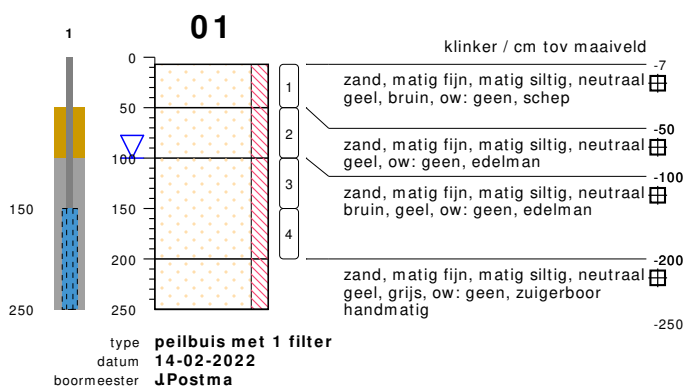 01
1
klinker / cm tov maaiveld
0
-7
zand, matig fijn, matig siltig, neutraal
geel, bruin, ow: geen, schep
1
50
-50
zand, matig fijn, matig siltig, neutraal
geel, ow: geen, edelman
2
100
-100
zand, matig fijn, matig siltig, neutraal
bruin, geel, ow: geen, edelman
3
150
150
4
200
-200
zand, matig fijn, matig siltig, neutraal
geel, grijs, ow: geen, zuigerboor
handmatig
250
250
-250
type peilbuis met 1 filter
datum 14-02-2022
boormeester J.Postma